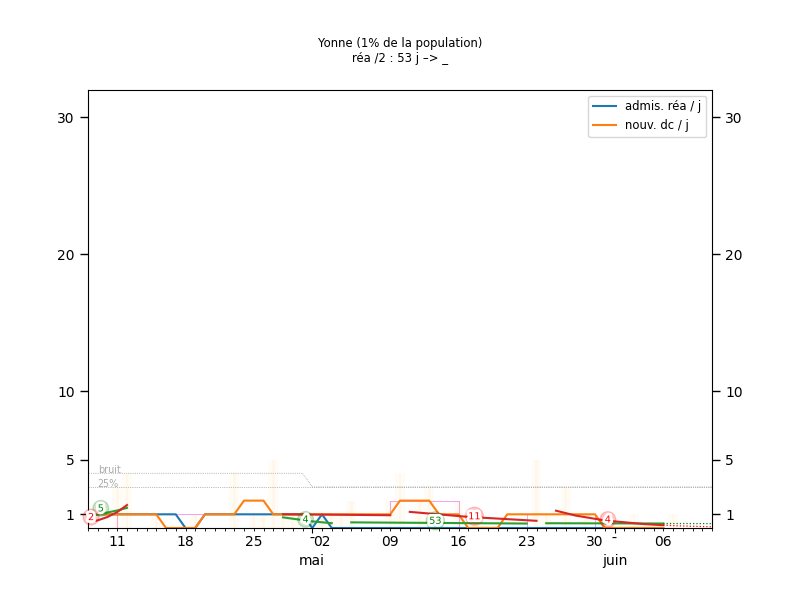 Yonne (1% de la population)
réa /2 : 53 j –> _
admis. réa / j
nouv. dc / j
30 30
20 20
10 10
5 5
bruit
25%
1 1
5
2
4
53
11
4
11 18 25 02 09 16 23 30 06
mai juin